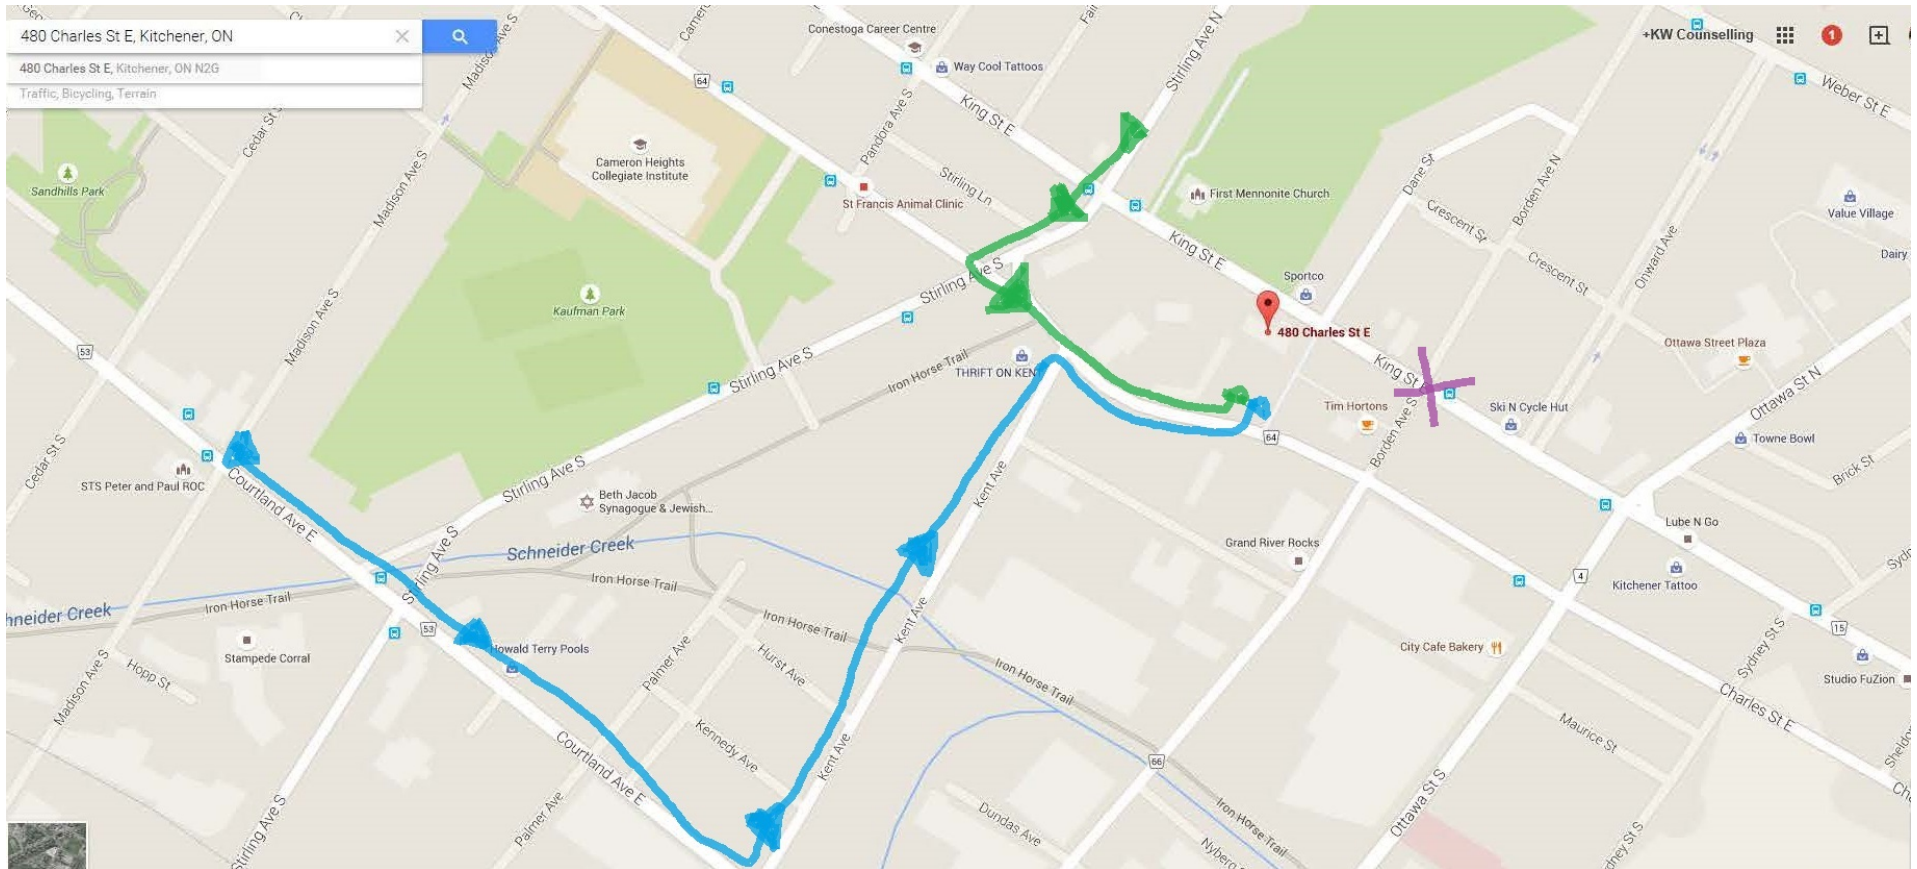 480 Charles St E, Kitchener, ON
480 Charles St E, Kitchener, ON N2G
Traffic, Bicycling, Terrain
+KW Counselling
1
Conestoga Career Centre
Way Cool Tattoos
64
Madison Ave S
Stirling Ave N
Weber St E
King St E
Pandora Ave S
Cedar St S
Cameron Heights
Collegiate Institute
Sandhills Park
Stirling Ln
St Francis Animal Clinic
First Mennonite Church
Dane St
Borden Ave N
Crescent St
Value Village
Madison Ave S
King St E
Onward Ave
Dairy
Crescent St
Stirling Ave S
Sportco
Kaufman Park
480 Charles St E
Madison Ave S
Ottawa Street Plaza
53
THRIFT ON KENT
Iron Horse Trail
Stirling Ave S
King St E
Tim Hortons
Ski N Cycle Hut
Ottawa St N
Towne Bowl
64
Borden Ave S
Cedar St S
STS Peter and Paul ROC
Courtland Ave E
Stirling Ave S
Beth Jacob
Synagogue & Jewish...
Kent Ave
Brick St
Lube N Go
Schneider Creek
Grand River Rocks
Kitchener Tattoo
4
Iron Horse Trail
Stirling Ave S
Iron Horse Trail
hneider Creek
53
Iron Horse Trail
Kent Ave
15
Stampede Corral
Howald Terry Pools
City Cafe Bakery
Sydney St S
Studio FuZion
Hopp St
Madison Ave S
Palmer Ave
Hurst Ave
Iron Horse Trail
Charles St E
Maurice St
Kennedy Ave
Courtland Ave E
Kent Ave
66
Palmer Ave
Stirling Ave S
Dundas Ave
Iron Horse Trail
Ottawa St S